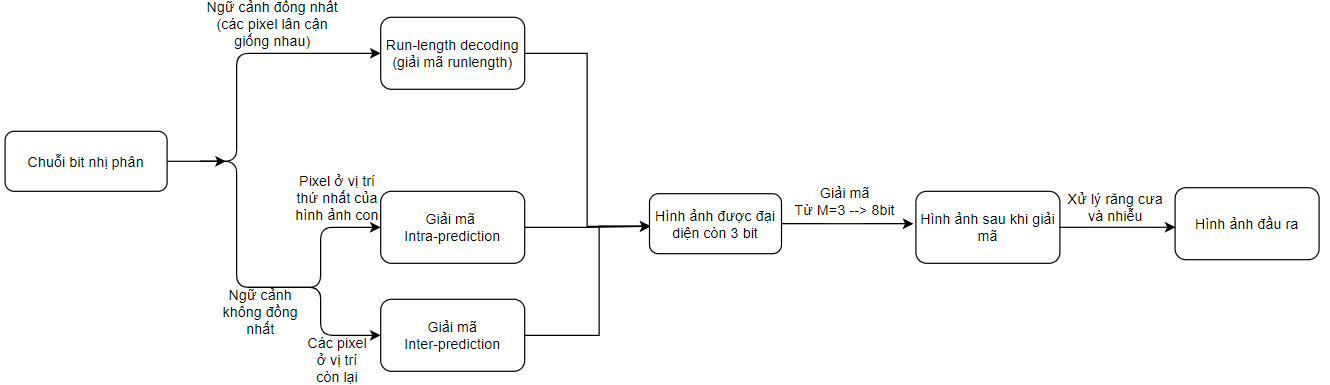 Chuỗi bit nhị phân
Ngữ cảnh đồng nhất
(các pixel lân cận
giống nhau)
Run-length decoding
(giải mã runlength)
Ngữ cảnh
không đồng
nhất
Pixel ở vị trí
thứ nhất của
hình ảnh con
Giải mã
Intra-prediction
Các pixel
ở vị trí
còn lại
Giải mã
Inter-prediction
Hình ảnh được đại
diện còn 3 bit
Giải mã
Từ M=3 --> 8bit
Hình ảnh sau khi giải
mã
Xử lý răng cưa
và nhiễu
Hình ảnh đầu ra